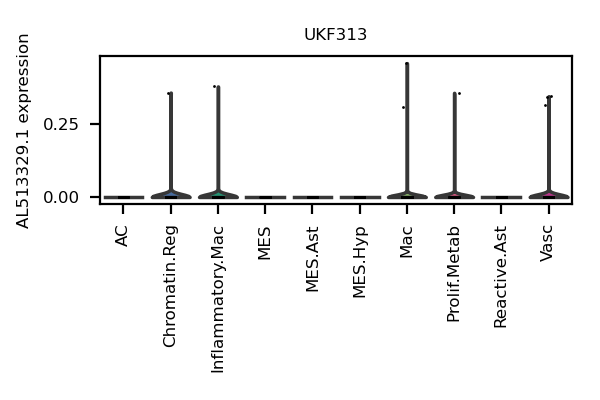 UKF313
AL513329.1 expression
0.25
0.00
AC
Chromatin.Reg
Inflammatory.Mac
MES
MES.Ast
MES.Hyp
Mac
Prolif.Metab
Reactive.Ast
Vasc